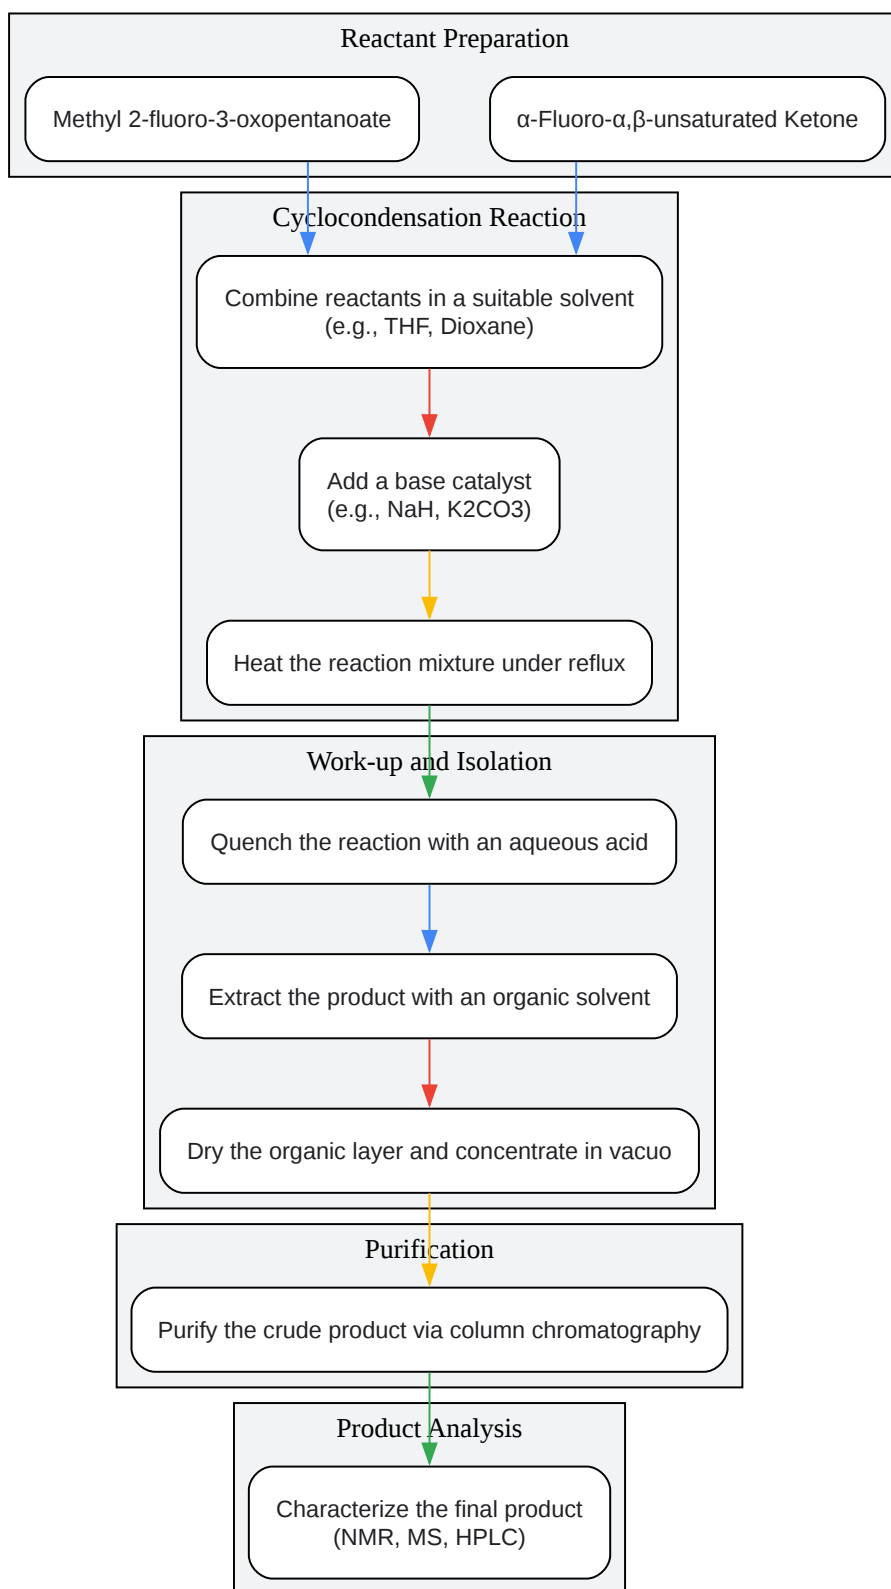 Reactant Preparation
Methyl 2-fluoro-3-oxopentanoate
α-Fluoro-α,β-unsaturated Ketone
Cyclocondensation Reaction
Combine reactants in a suitable solvent
(e.g., THF, Dioxane)
Add a base catalyst
(e.g., NaH, K2CO3)
Heat the reaction mixture under reflux
Work-up and Isolation
Quench the reaction with an aqueous acid
Extract the product with an organic solvent
Dry the organic layer and concentrate in vacuo
Purification
Purify the crude product via column chromatography
Product Analysis
Characterize the final product
(NMR, MS, HPLC)